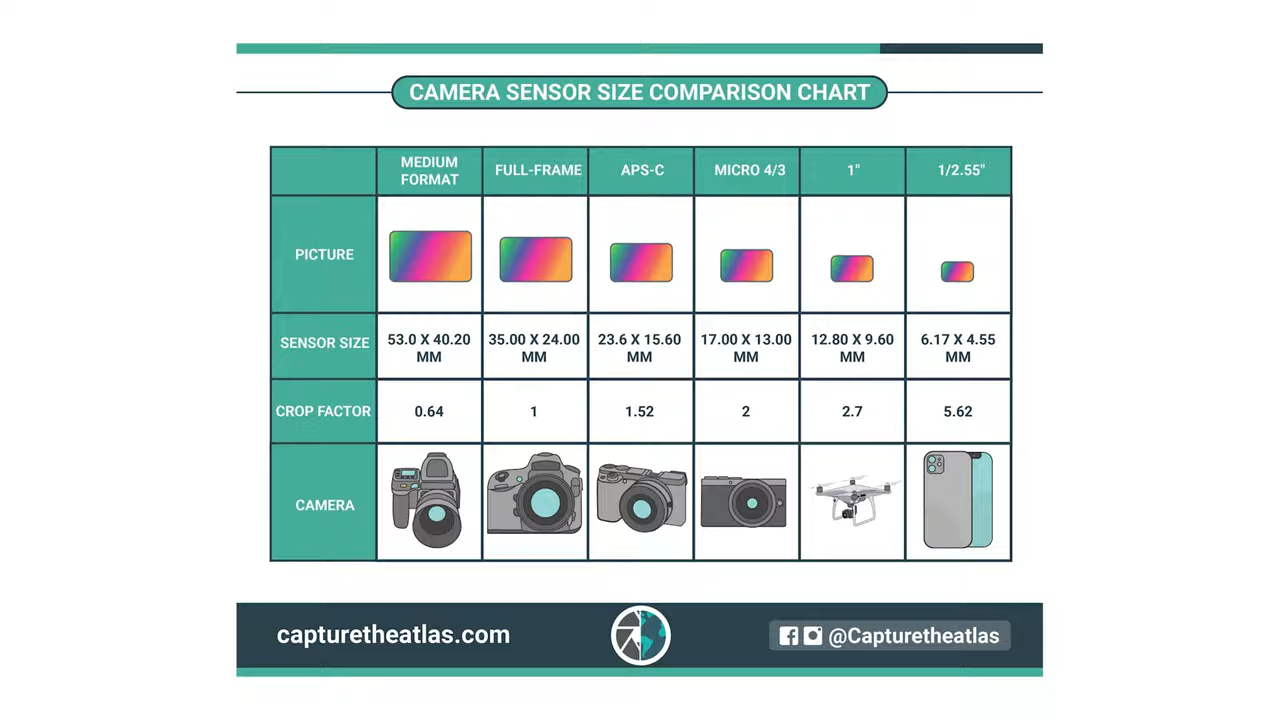 CAMERA SENSOR SIZE COMPARISON CHART
MEDIUM FORMAT FULL-FRAME APS-C MICRO 4/3 1" 1/2.55"
PICTURE
SENSOR SIZE 53.0 X 40.20 MM 35.00 X 24.00 MM 23.6 X 15.60 MM 17.00 X 13.00 MM 12.80 X 9.60 MM 6.17 X 4.55 MM
CROP FACTOR 0.64 1 1.52 2 2.7 5.62
CAMERA
capturetheatlas.com @Capturetheatlas